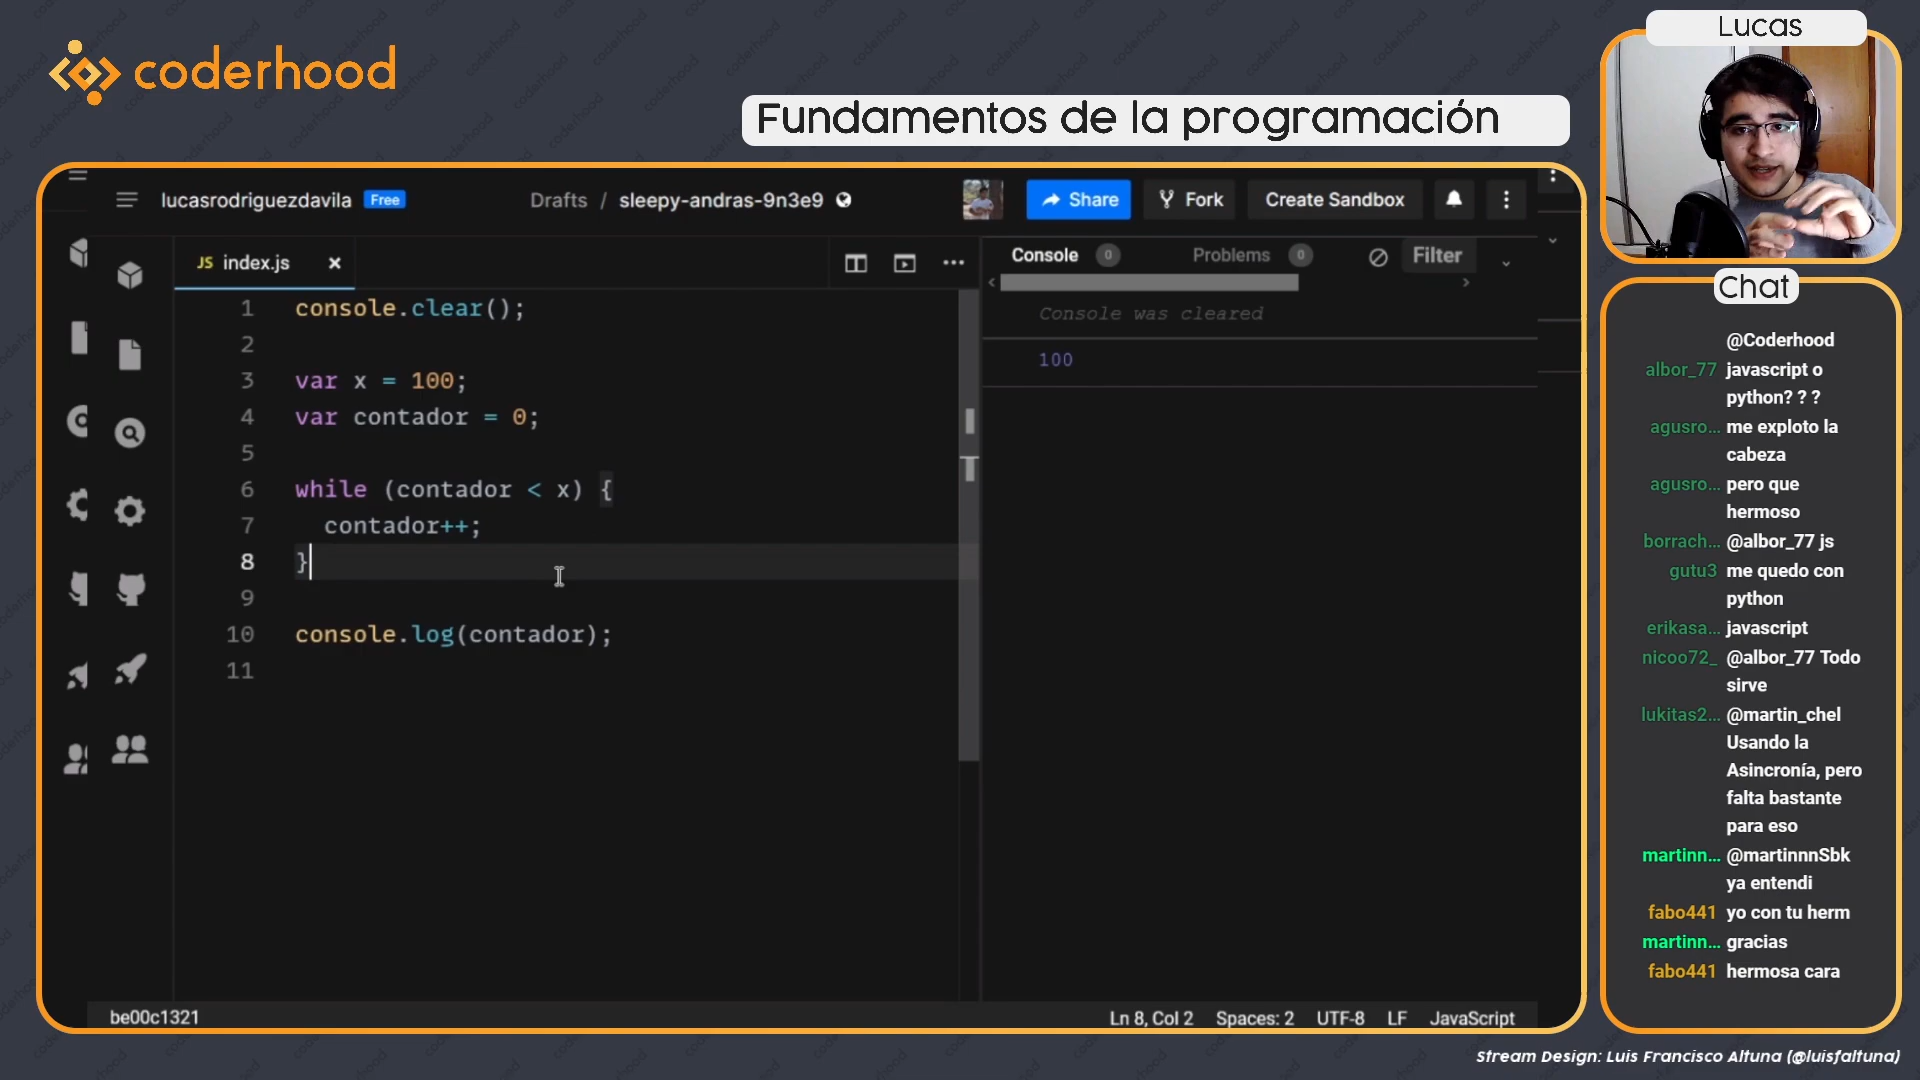 coderhood
Fundamentos de la programación
Lucas
lucasrodriguezdavila Free
Drafts / sleepy-andras-9n3e9
Share
Fork
Create Sandbox
JS index.js
1 console.clear();
2
3 var x = 100;
4 var contador = 0;
5
6 while (contador < x) {
7 contador++;
8 }
9
10 console.log(contador);
11
Console 0
Problems 0
Filter
Console was cleared
100
be00c1321
Ln 8, Col 2 Spaces: 2 UTF-8 LF JavaScript
Chat
@Coderhood
albor_77 javascript o
python? ? ?
agusro... me exploto la
cabeza
agusro... pero que
hermoso
borrach... @albor_77 js
gutu3 me quedo con
python
erikasa... javascript
nicoo72_ @albor_77 Todo
sirve
lukitas2... @martin_chel
Usando la
Asincronía, pero
falta bastante
para eso
martinn... @martinnnSbk
ya entendi
fabo441 yo con tu herm
martinn... gracias
fabo441 hermosa cara
Stream Design: Luis Francisco Altuna (@luisfaltuna)